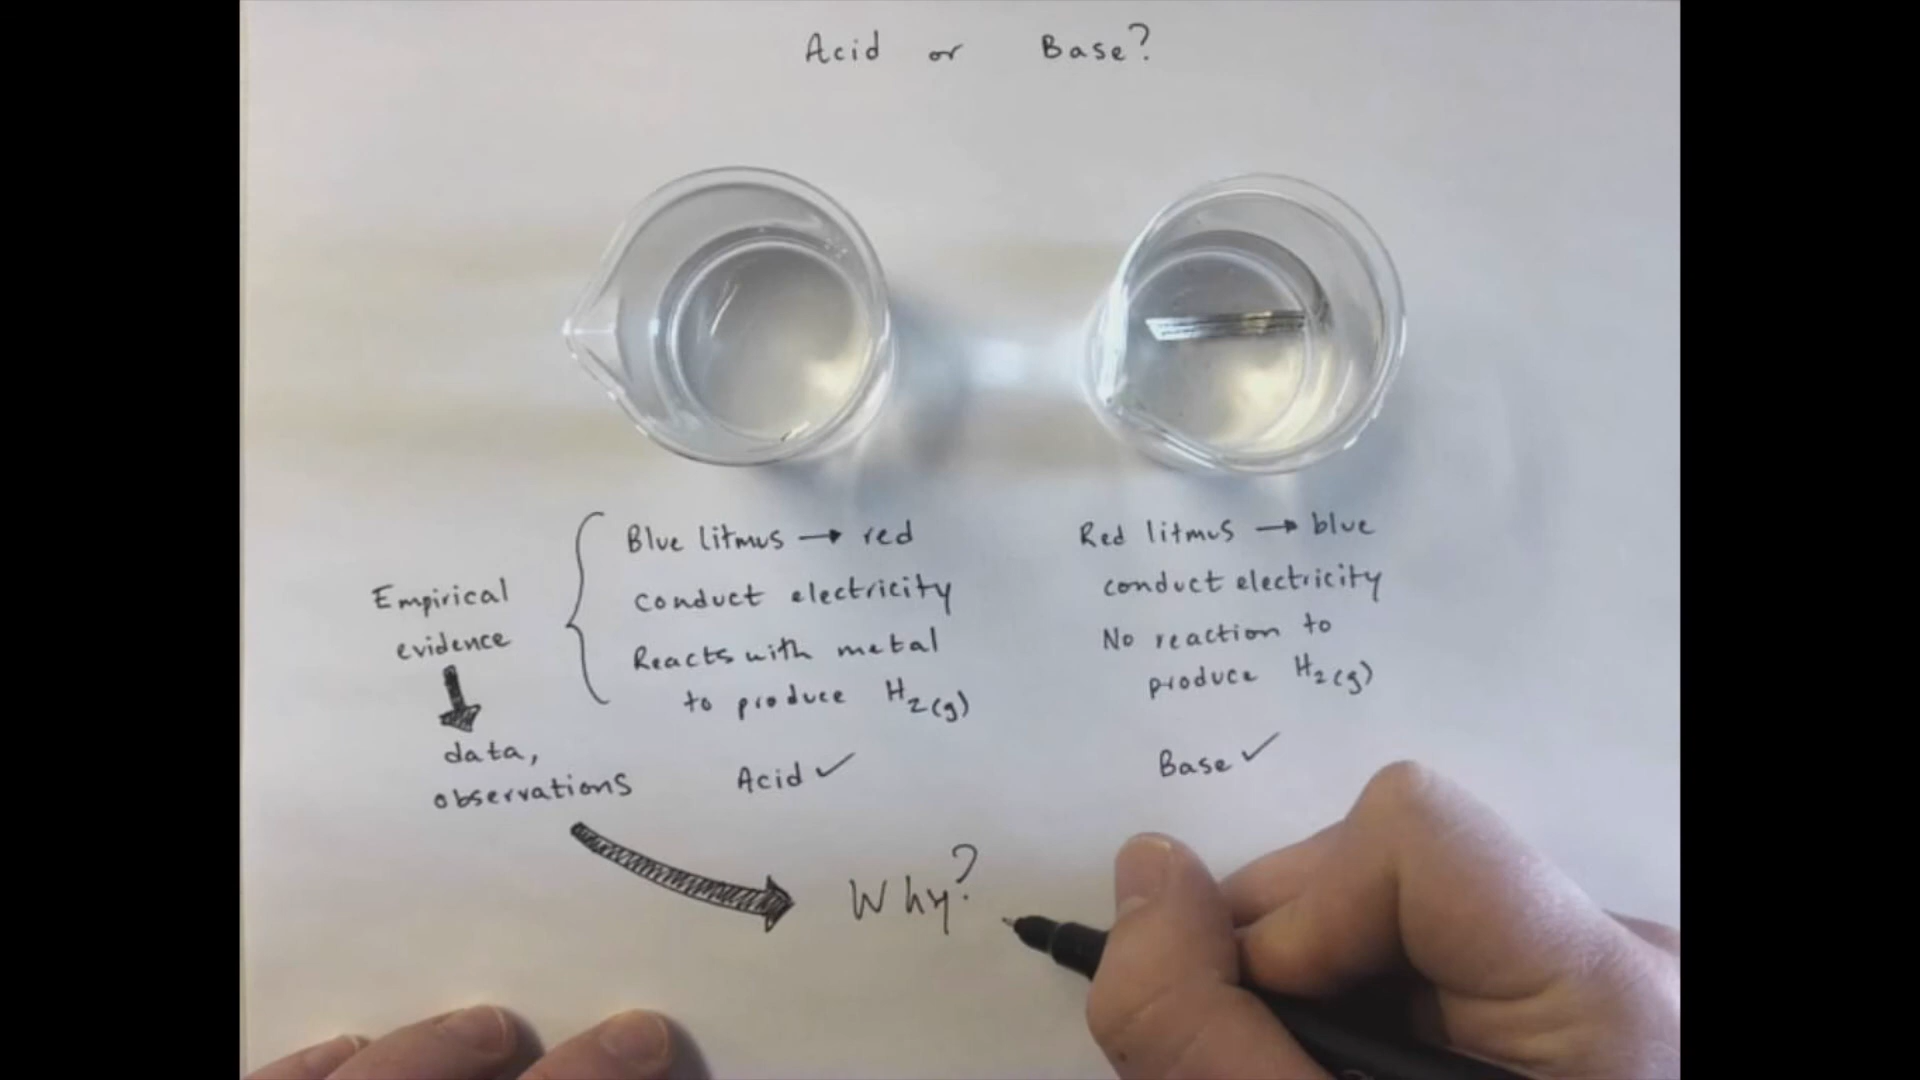 Acid or Base?
Blue litmus → red
conduct electricity
Reacts with metal
to produce H2(g)
Acid ✓
Red litmus → blue
conduct electricity
No reaction to
produce H2(g)
Base ✓
Empirical
evidence
data,
observations
Why?